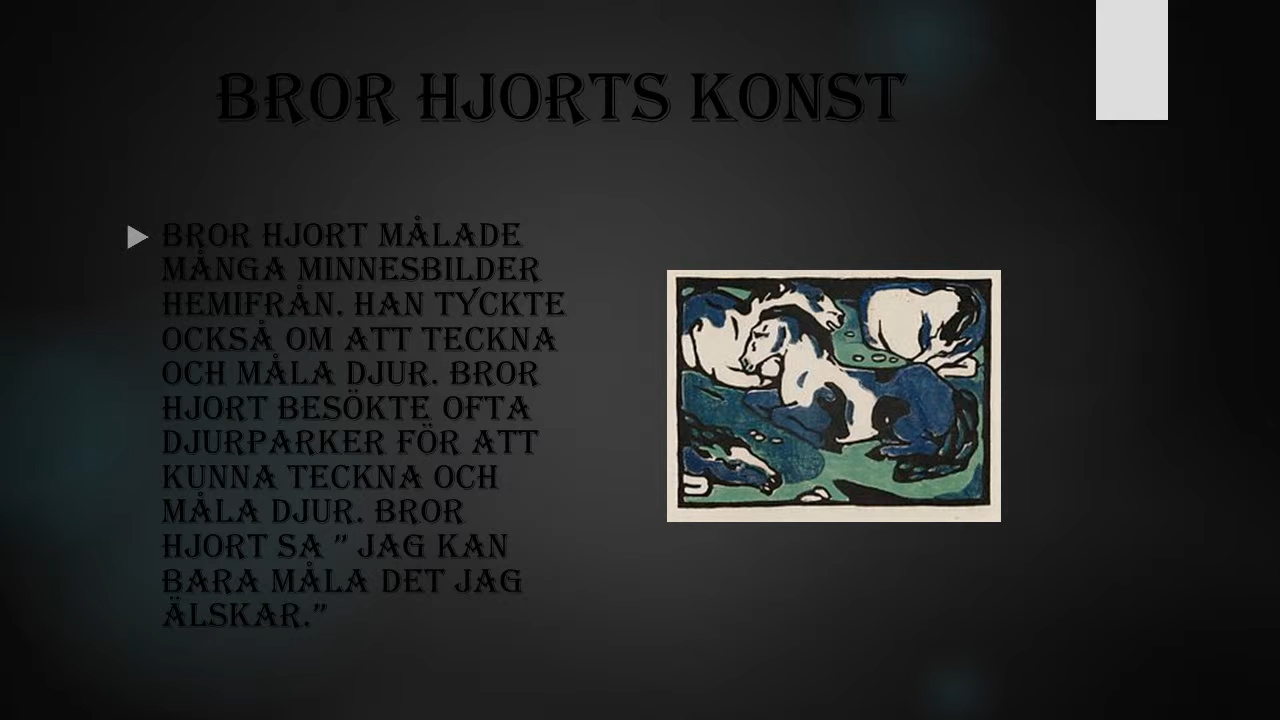 BROR HJORTS KONST
BROR HJORT MÅLADE
MÅNGA MINNESBILDER
HEMIFRÅN. HAN TYCKTE
OCKSÅ OM ATT TECKNA
OCH MÅLA DJUR. BROR
HJORT BESÖKTE OFTA
DJURPARKER FÖR ATT
KUNNA TECKNA OCH
MÅLA DJUR. BROR
HJORT SA ” JAG KAN
BARA MÅLA DET JAG
ÄLSKAR.”